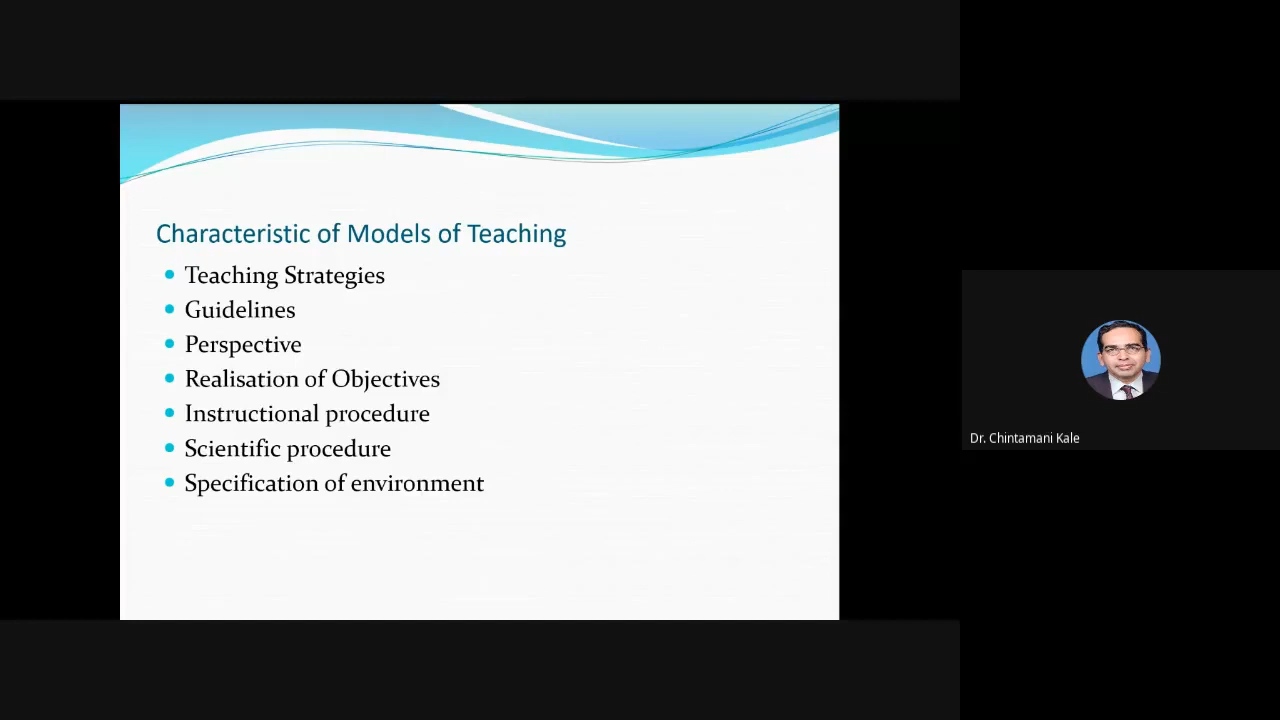 Characteristic of Models of Teaching
Teaching Strategies
Guidelines
Perspective
Realisation of Objectives
Instructional procedure
Scientific procedure
Specification of environment
Dr. Chintamani Kale